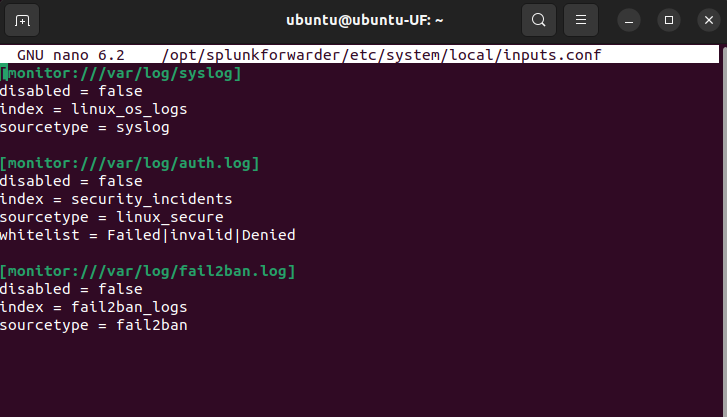 ubuntu@ubuntu-UF: ~
GNU nano 6.2 /opt/splunkforwarder/etc/system/local/inputs.conf
[monitor:///var/log/syslog]
disabled = false
index = linux_os_logs
sourcetype = syslog
[monitor:///var/log/auth.log]
disabled = false
index = security_incidents
sourcetype = linux_secure
whitelist = Failed|invalid|Denied
[monitor:///var/log/fail2ban.log]
disabled = false
index = fail2ban_logs
sourcetype = fail2ban